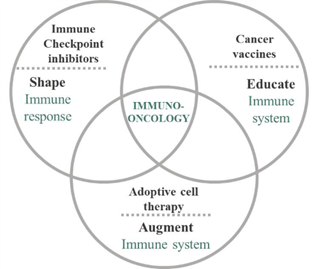 Immune
Checkpoint
inhibitors
Shape
Immune
response
Cancer
vaccines
Educate
Immune
system
IMMUNO-
ONCOLOGY
Adoptive cell
therapy
Augment
Immune system